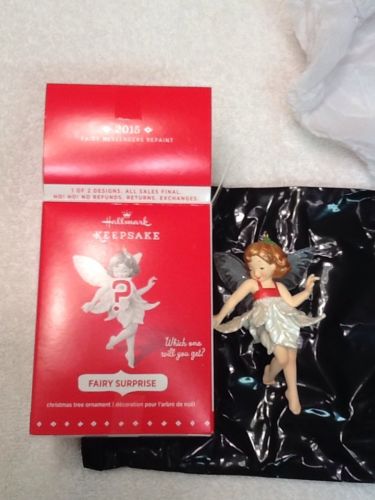 2015
FAIRY MESSENGERS REPAINT
1 OF 2 DESIGNS. ALL SALES FINAL.
NO! NO! NO REFUNDS, RETURNS, EXCHANGES.
Hallmark
KEEPSAKE
?
Which one
will you get?
FAIRY SURPRISE
christmas tree ornament | décoration pour l'arbre de noël